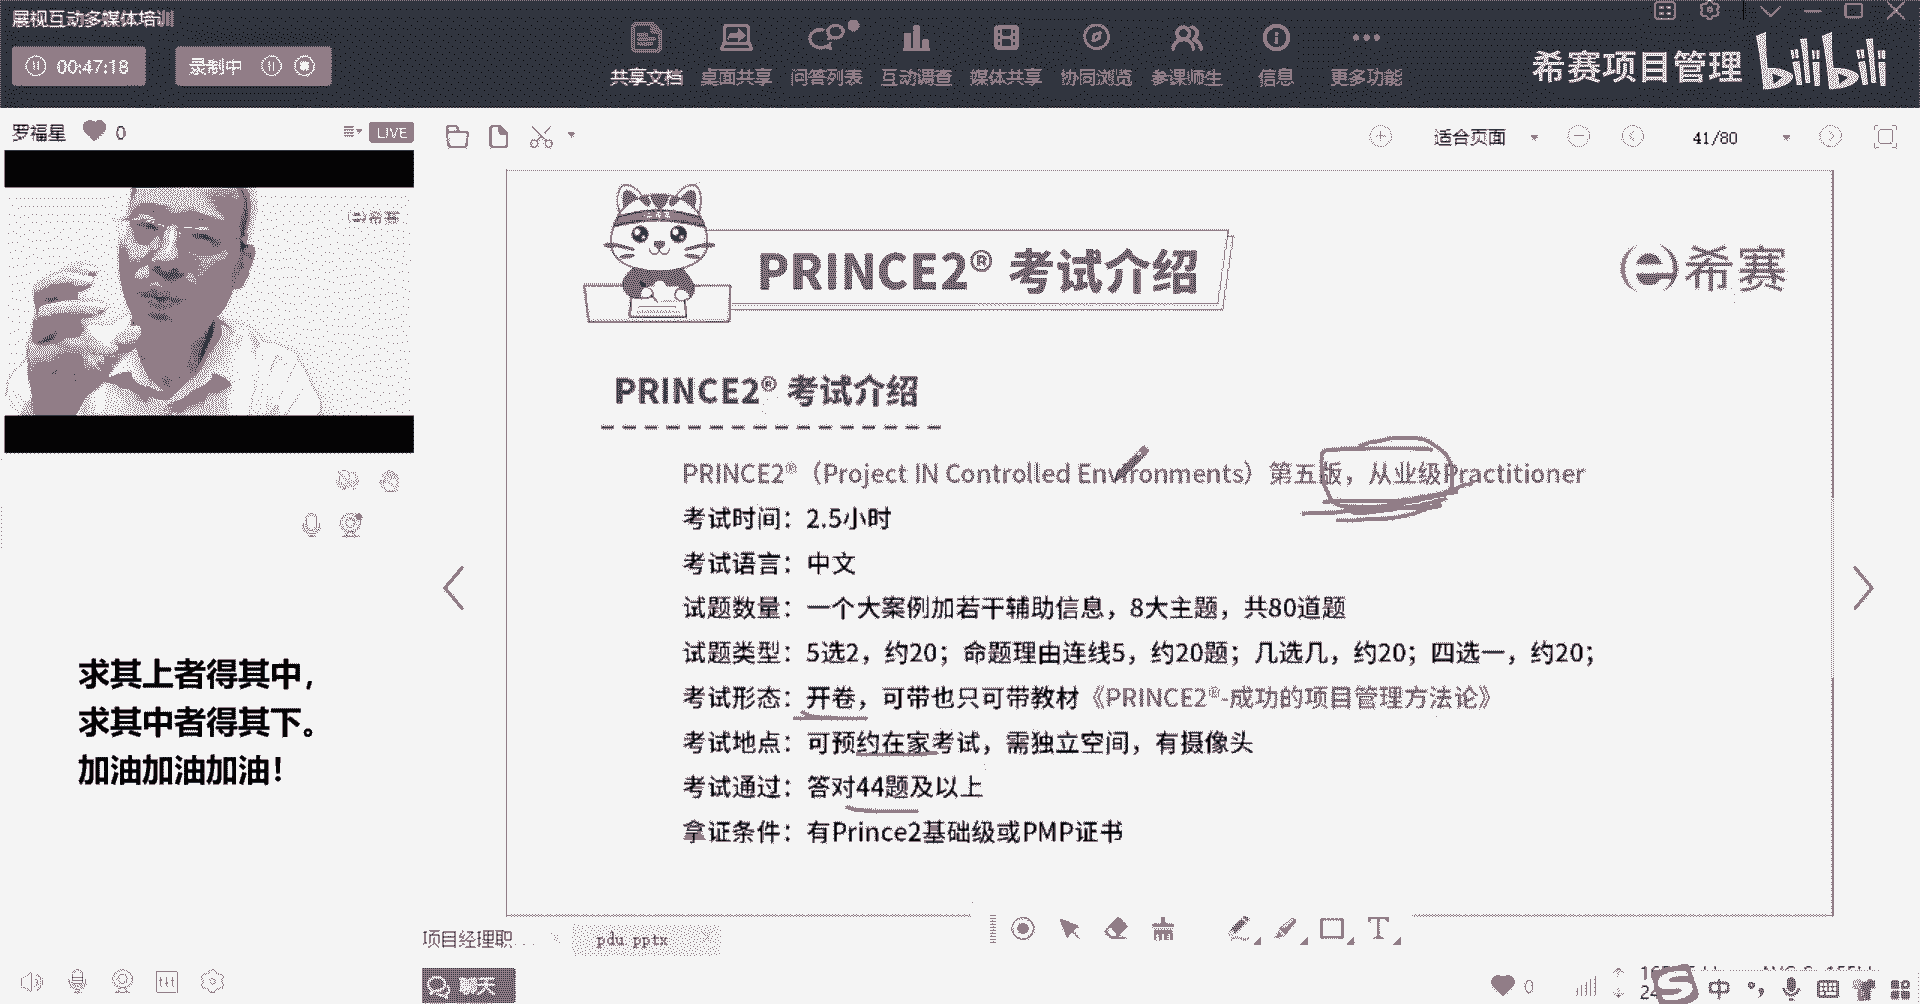 展视互动多媒体培训
00:47:18
录制中
共享文档 桌面共享 问答列表 互动调查 媒体共享 协同浏览 参课师生 信息 更多功能
希赛项目管理 bilibili
罗福星 0 LIVE
适合页面 41/80
希赛
PRINCE2® 考试介绍
希赛
PRINCE2® 考试介绍
PRINCE2®（Project IN Controlled Environments）第五版，从业级Practitioner
考试时间：2.5小时
考试语言：中文
试题数量：一个大案例加若干辅助信息，8大主题，共80道题
试题类型：5选2，约20；命题理由连线5，约20题；几选几，约20；四选一，约20；
考试形态：开卷，可带也只可带教材《PRINCE2®-成功的项目管理方法论》
考试地点：可预约在家考试，需独立空间，有摄像头
考试通过：答对44题及以上
拿证条件：有Prince2基础级或PMP证书
求其上者得其中，
求其中者得其下。
加油加油加油！
项目经理职... pdu.pptx
聊天
0
中